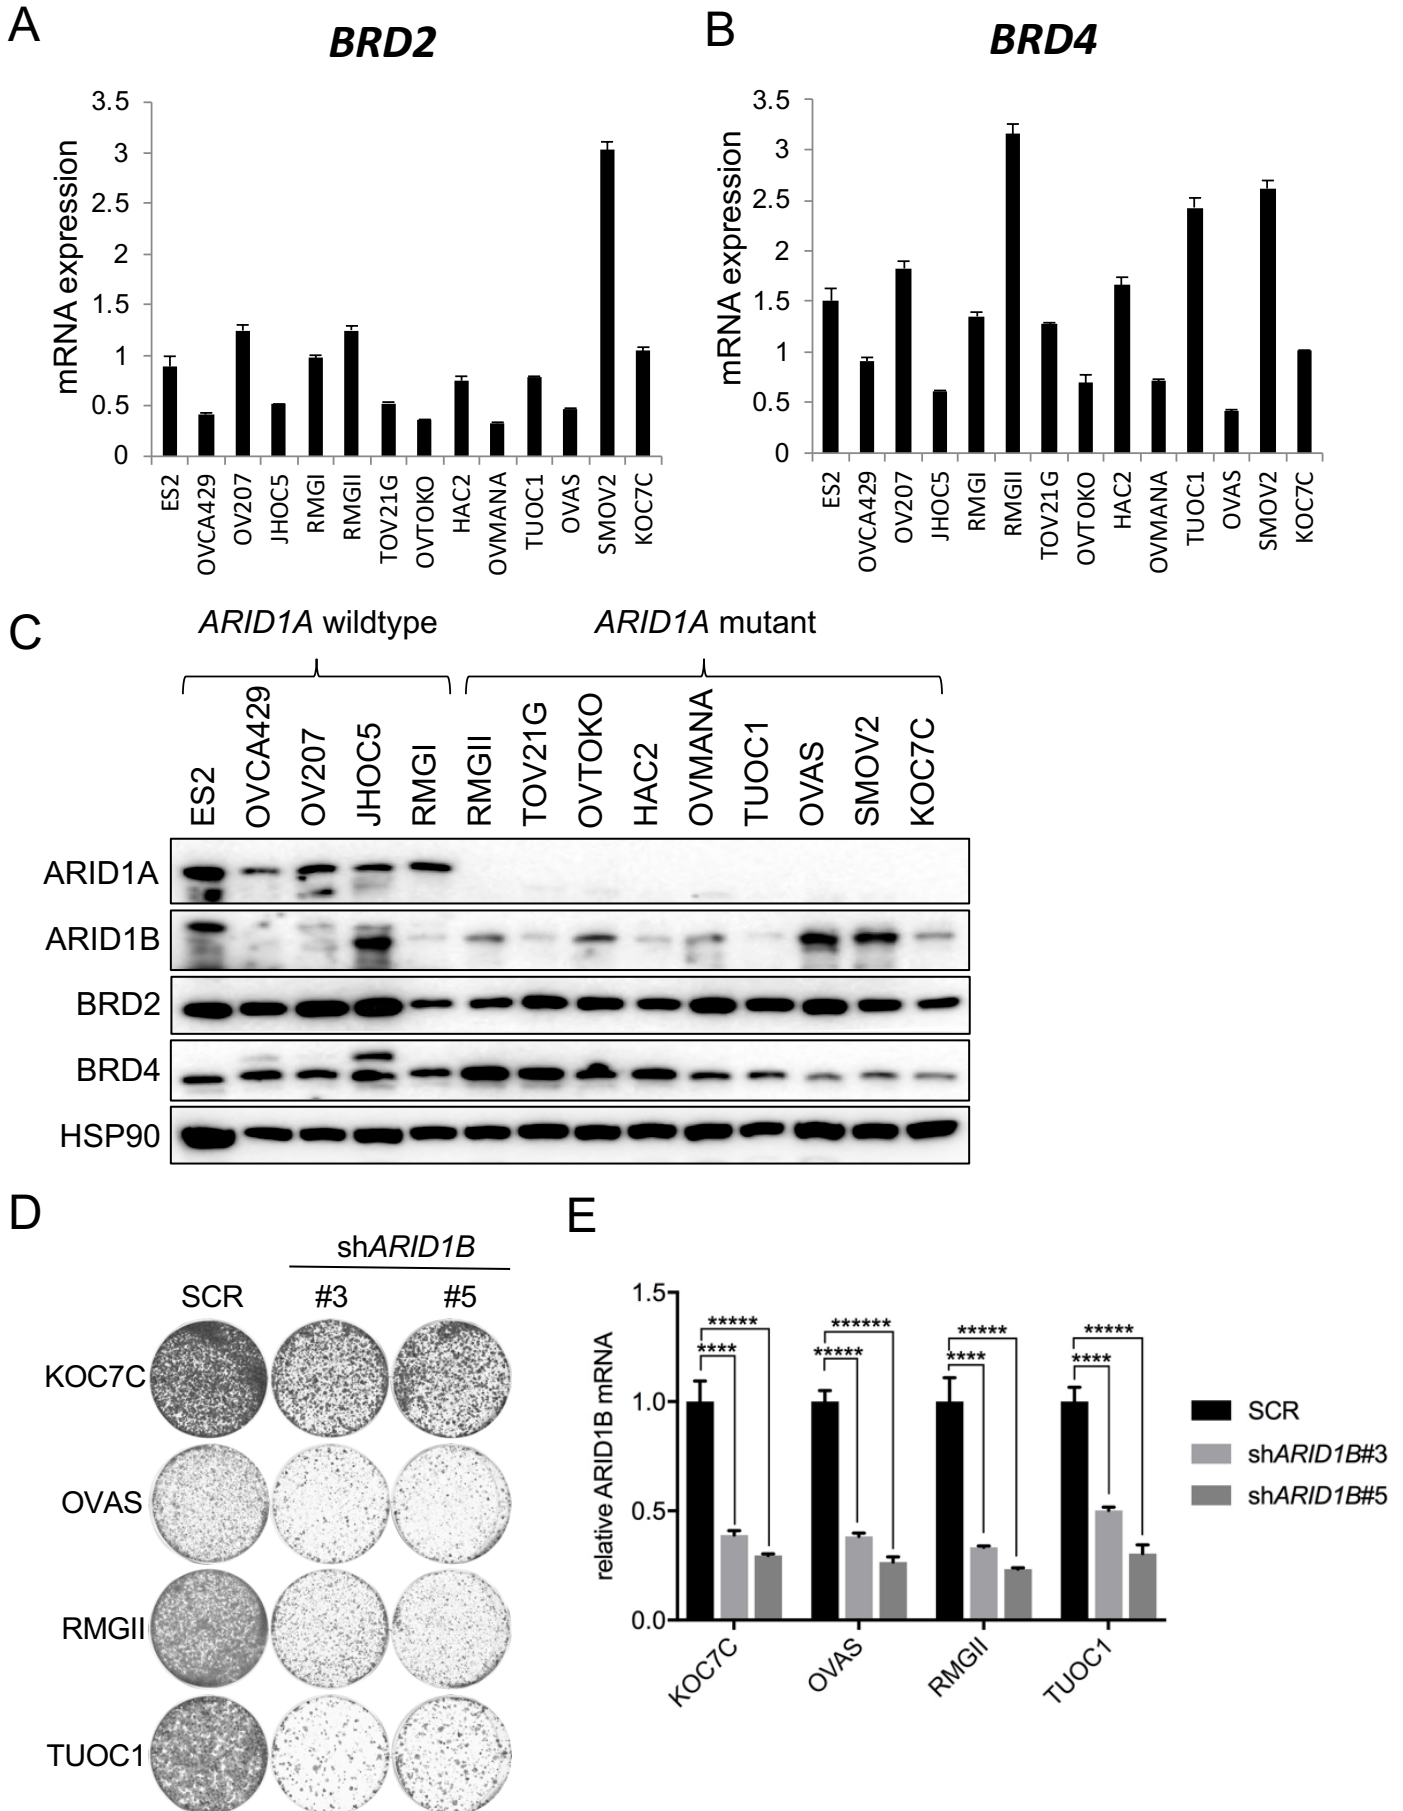 A
BRD2
mRNA expression
3.5
3
2.5
2
1.5
1
0.5
0
ES2
OVCA429
OV207
JHOC5
RMGI
RMGII
TOV21G
OVTOKO
HAC2
OVMANA
TUOC1
OVAS
SMOV2
KOC7C
B
BRD4
mRNA expression
3.5
3
2.5
2
1.5
1
0.5
0
ES2
OVCA429
OV207
JHOC5
RMGI
RMGII
TOV21G
OVTOKO
HAC2
OVMANA
TUOC1
OVAS
SMOV2
KOC7C
C
ARID1A wildtype
ARID1A mutant
ES2
OVCA429
OV207
JHOC5
RMGI
RMGII
TOV21G
OVTOKO
HAC2
OVMANA
TUOC1
OVAS
SMOV2
KOC7C
ARID1A
ARID1B
BRD2
BRD4
HSP90
D
shARID1B
SCR #3 #5
KOC7C
OVAS
RMGII
TUOC1
E
relative ARID1B mRNA
1.5
1.0
0.5
0.0
*****
****
******
*****
*****
****
*****
****
KOC7C
OVAS
RMGII
TUOC1
SCR
shARID1B#3
shARID1B#5